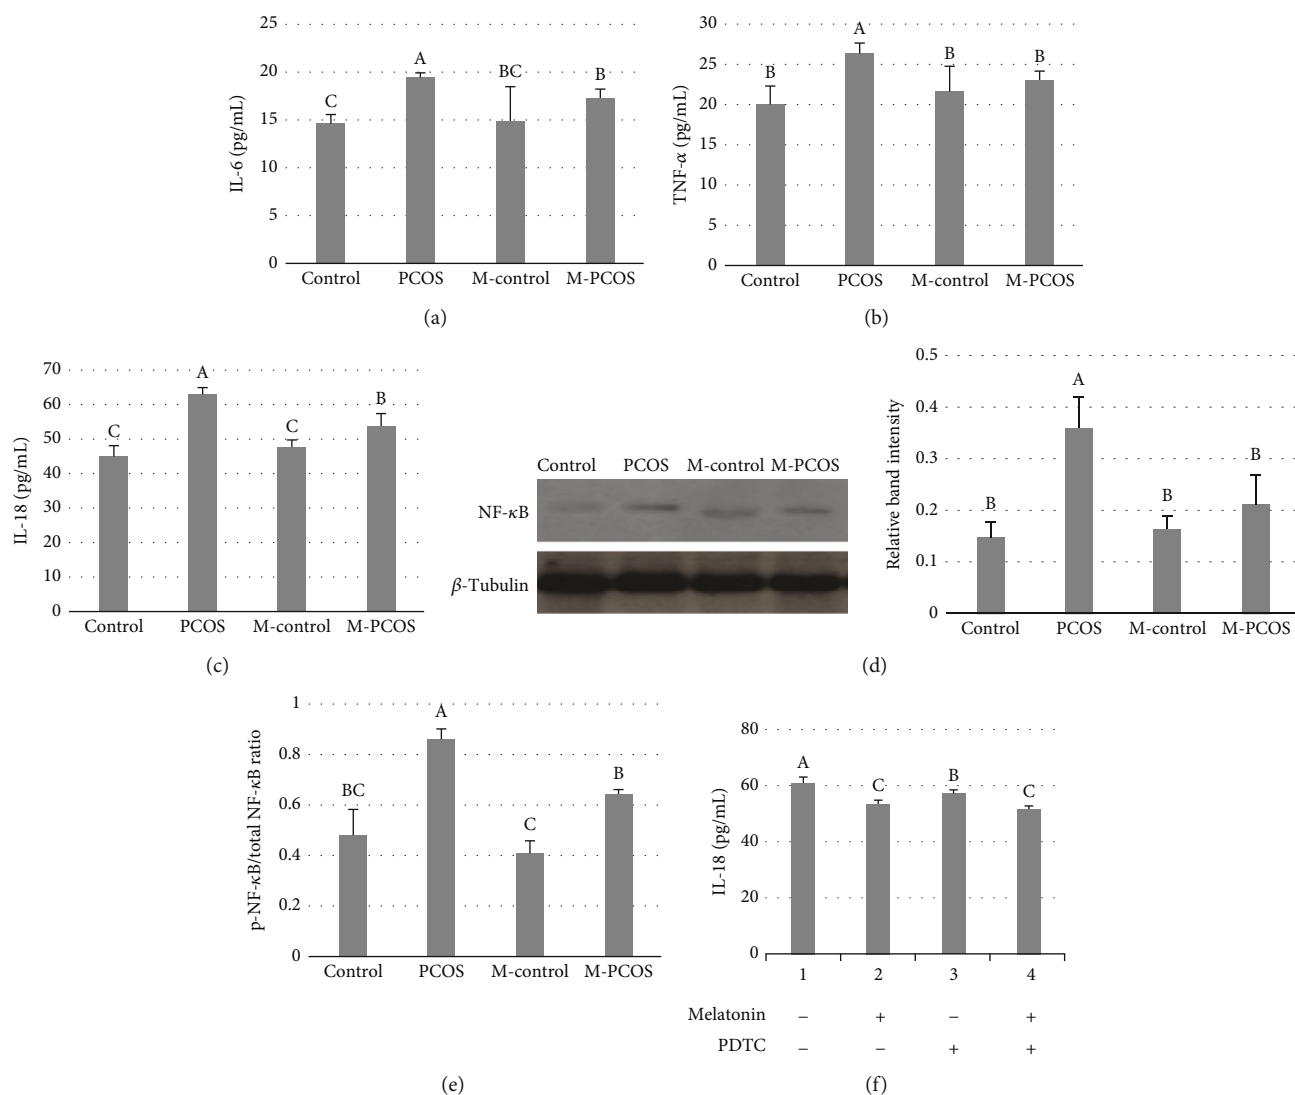 IL-6 (pg/mL)
25
20
15
10
5
0
C
A
BC
B
Control PCOS M-control M-PCOS
(a)
TNF-α (pg/mL)
30
25
20
15
10
5
0
B
A
B
B
Control PCOS M-control M-PCOS
(b)
IL-18 (pg/mL)
70
60
50
40
30
20
10
0
C
A
C
B
Control PCOS M-control M-PCOS
(c)
Control PCOS M-control M-PCOS
NF-κB
β-Tubulin
Relative band intensity
0.5
0.4
0.3
0.2
0.1
0
B
A
B
B
Control PCOS M-control M-PCOS
(d)
p-NF-κB/total NF-κB ratio
1
0.8
0.6
0.4
0.2
0
BC
A
C
B
Control PCOS M-control M-PCOS
(e)
IL-18 (pg/mL)
80
60
40
20
0
A
C
B
C
1 2 3 4
Melatonin − + − +
PDTC − − + +
(f)